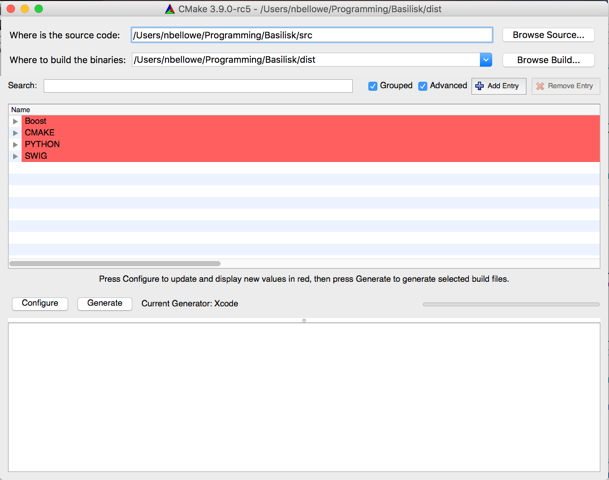 CMake 3.9.0-rc5 - /Users/nbellowe/Programming/Basilisk/dist
Where is the source code: /Users/nbellowe/Programming/Basilisk/src Browse Source...
Where to build the binaries: /Users/nbellowe/Programming/Basilisk/dist Browse Build...
Search: Grouped Advanced Add Entry Remove Entry
Name
Boost
CMAKE
PYTHON
SWIG
Press Configure to update and display new values in red, then press Generate to generate selected build files.
Configure Generate Current Generator: Xcode